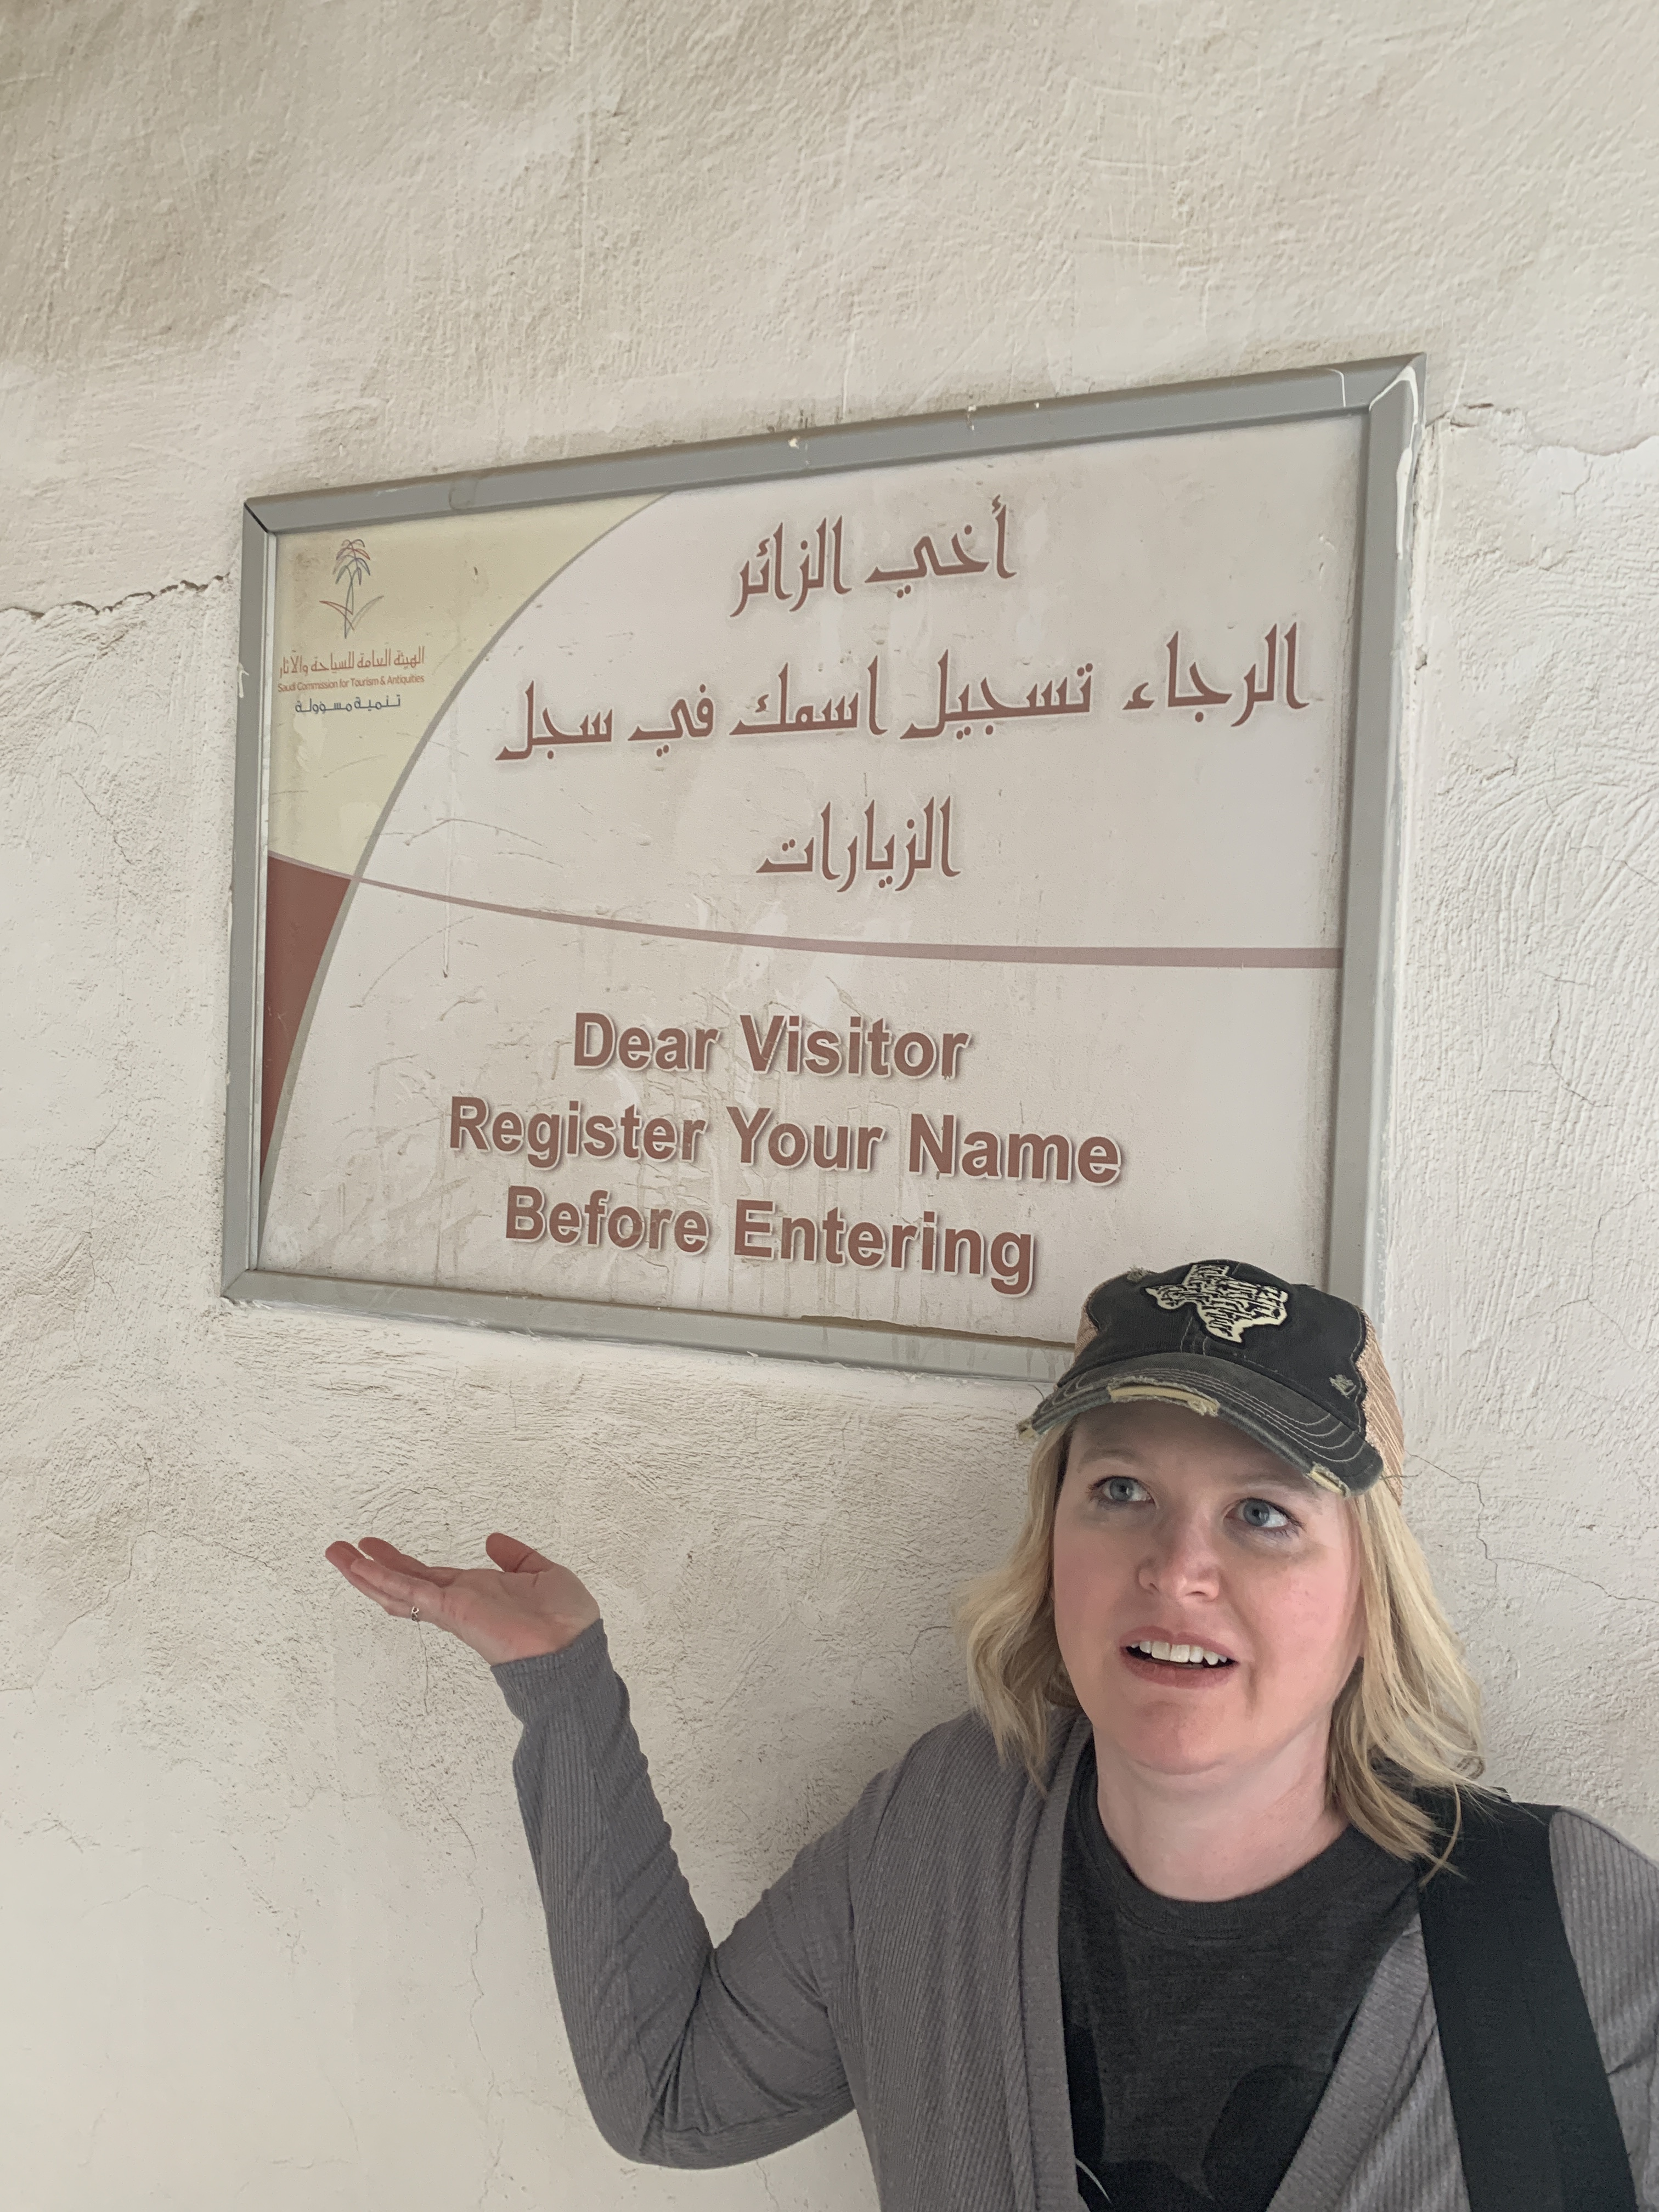 أخي الزائر
الرجاء تسجيل اسمك في سجل
الزيارات
الهيئة العامة للسياحة والآثار
Saudi Commission for Tourism & Antiquities
تنمية مسؤولة
Dear Visitor
Register Your Name
Before Entering